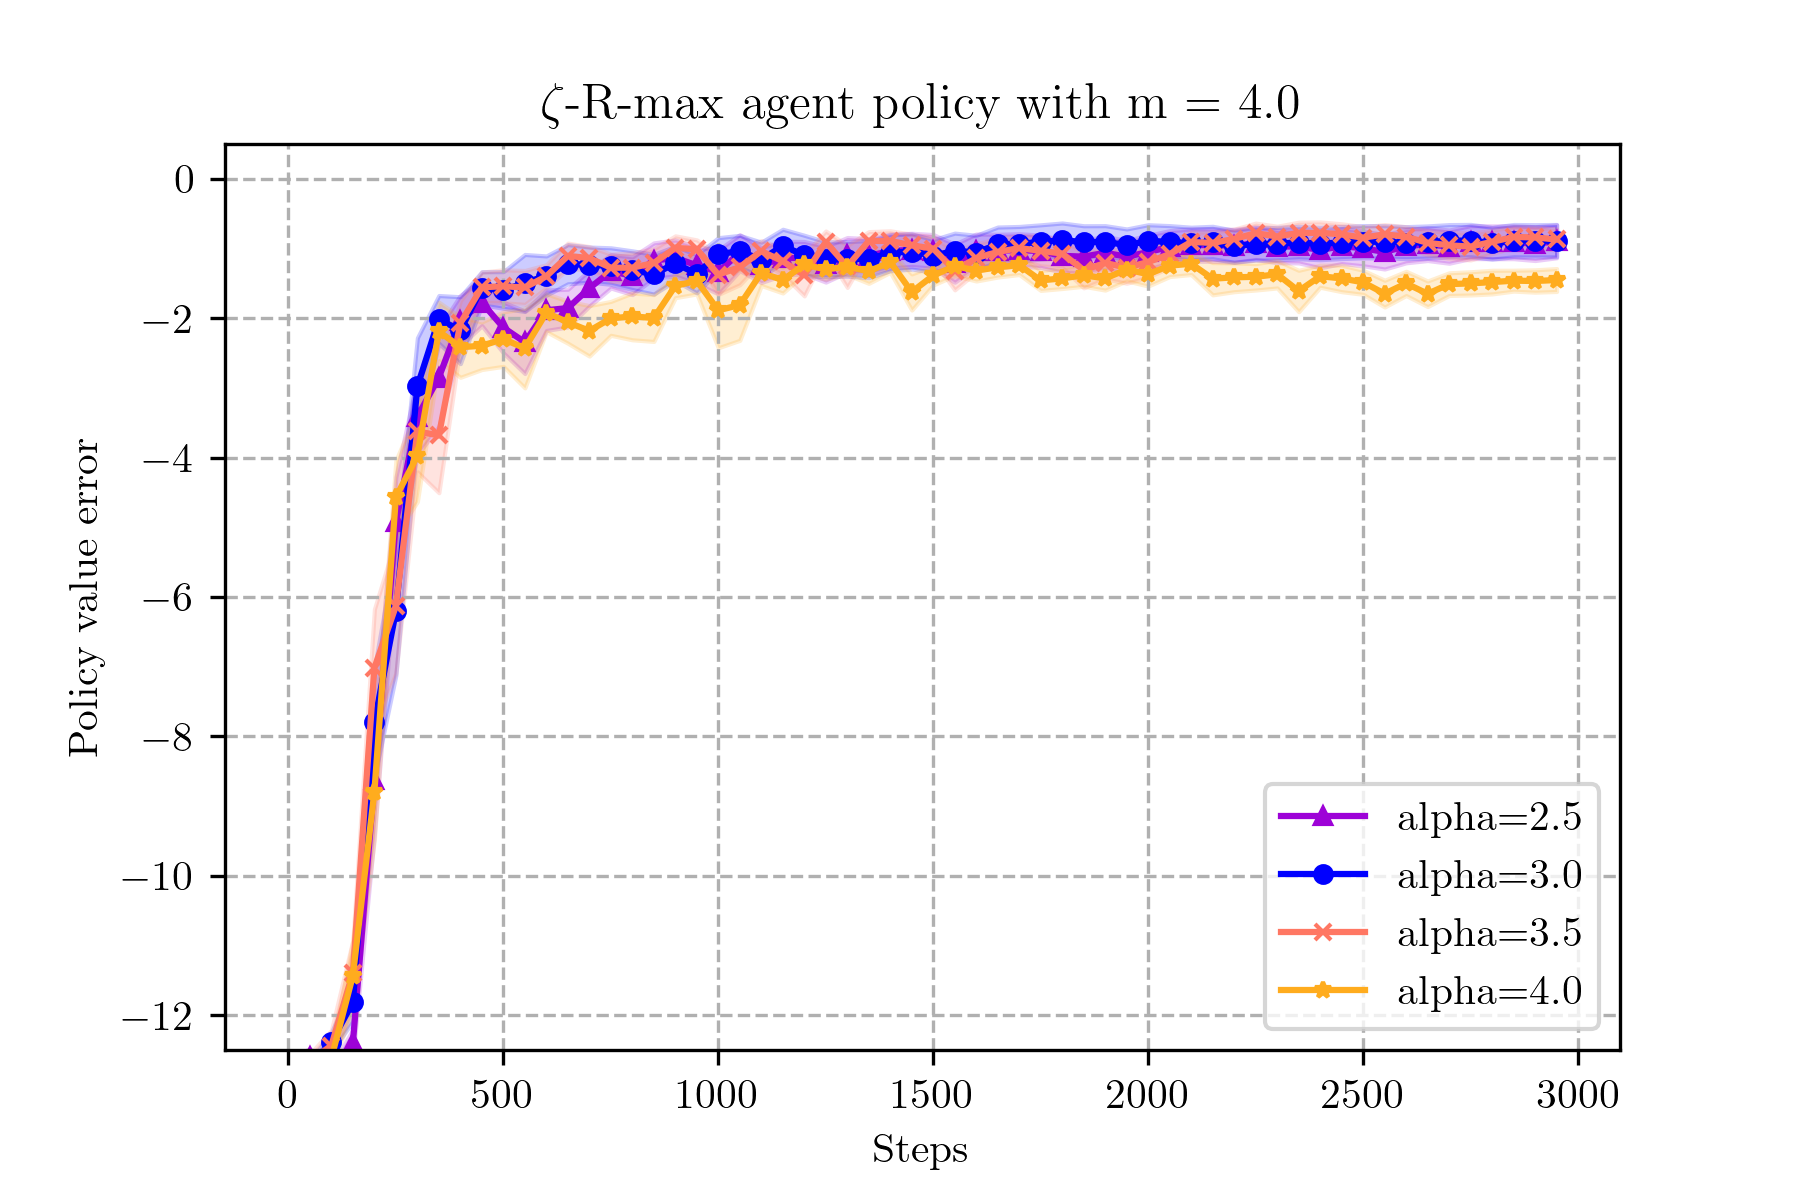 ζ-R-max agent policy with m = 4.0
Policy value error
0
−2
−4
−6
−8
−10
−12
0 500 1000 1500 2000 2500 3000
Steps
alpha=2.5
alpha=3.0
alpha=3.5
alpha=4.0